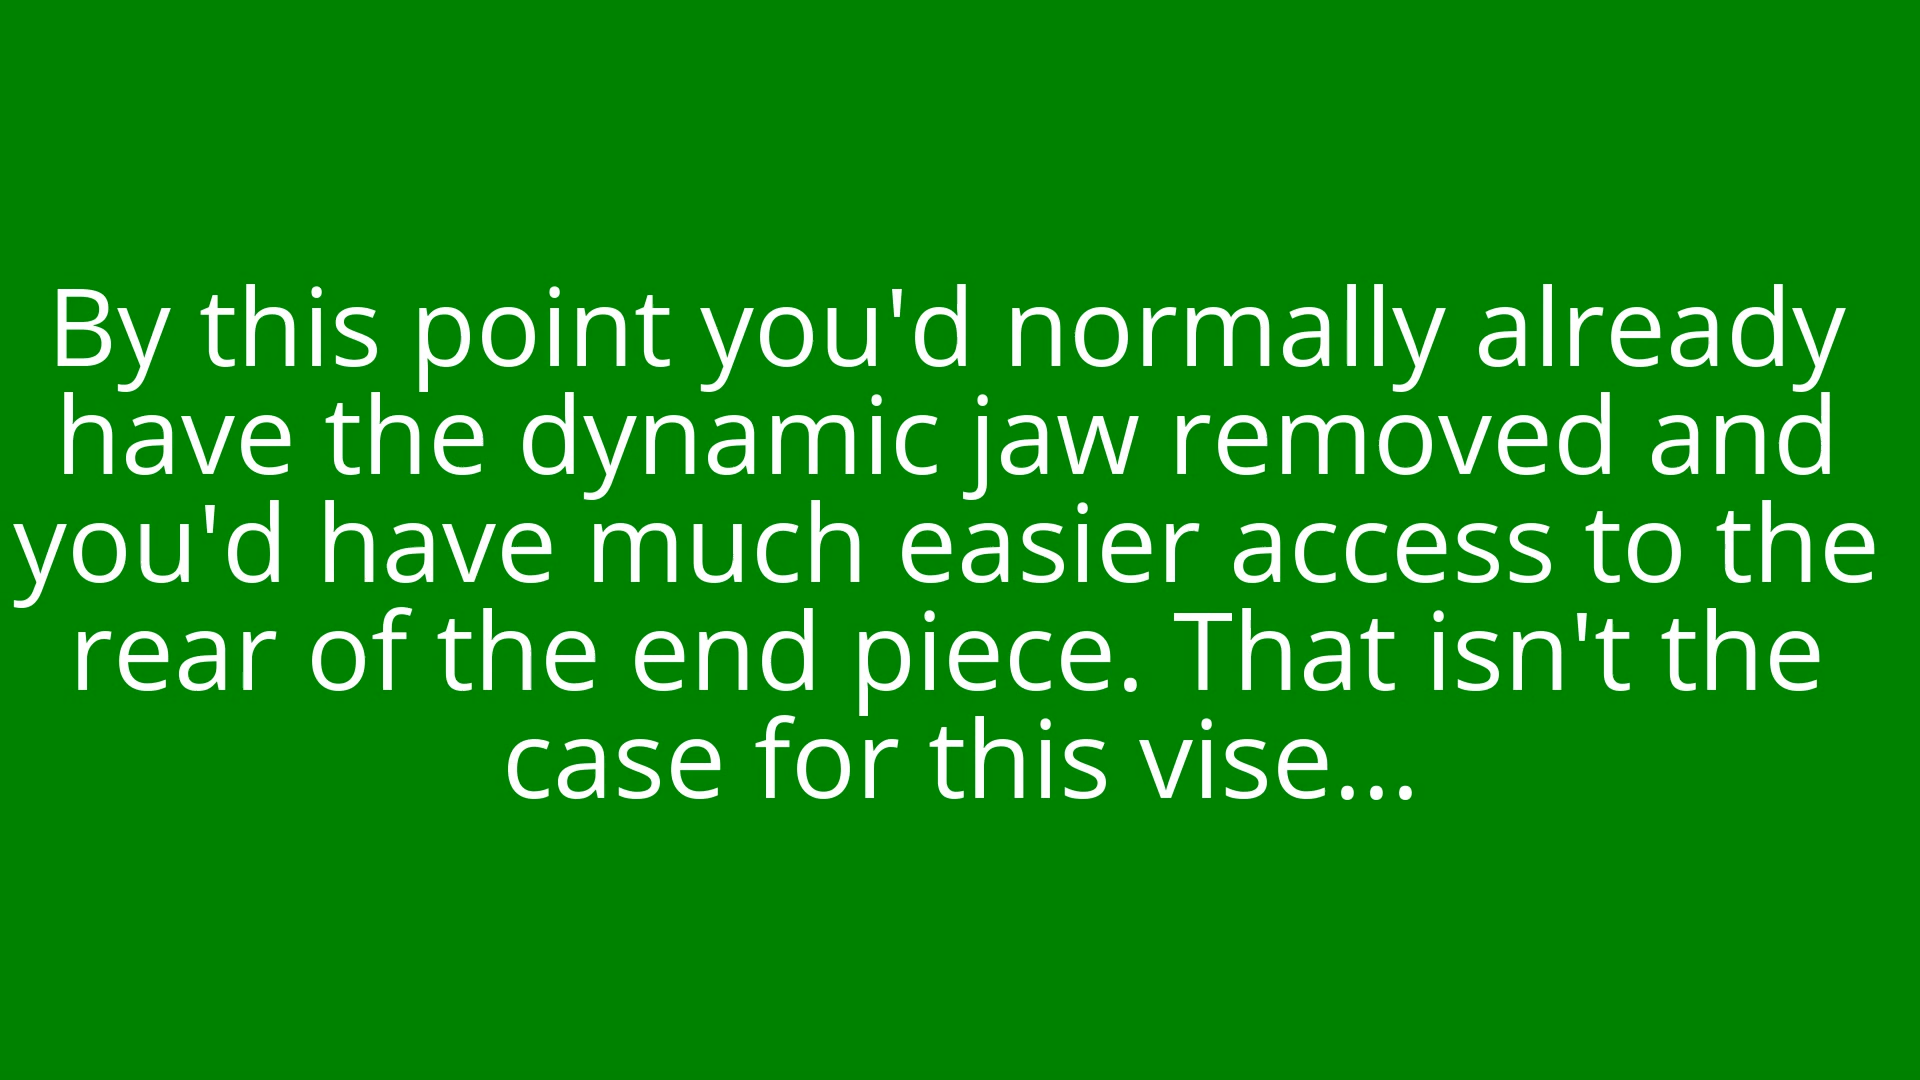 By this point you'd normally already
have the dynamic jaw removed and
you'd have much easier access to the
rear of the end piece. That isn't the
case for this vise...